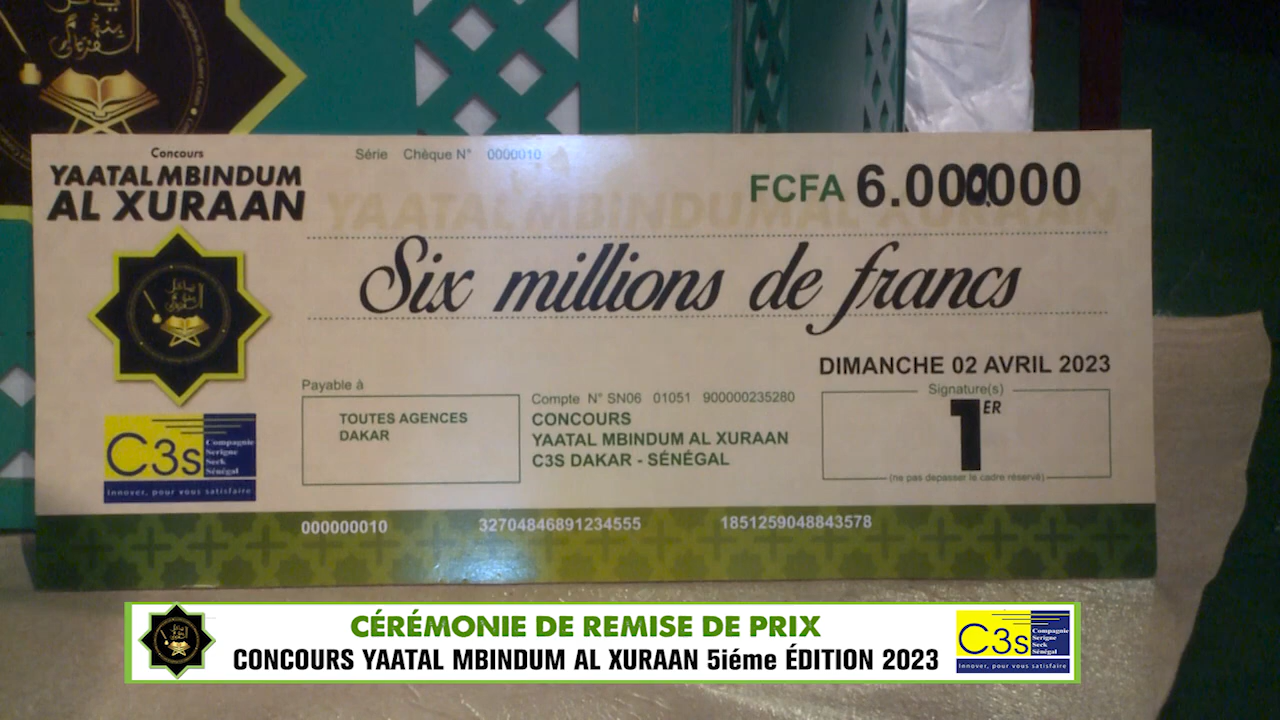 Concours
YAATAL MBINDUM
AL XURAAN
Série Chèque N° 0000010
FCFA 6.000.000
YAATAL MBINDUM AL XURAAN
Six millions de francs
DIMANCHE 02 AVRIL 2023
Payable à
TOUTES AGENCES
DAKAR
Compte N° SN06 01051 900000235280
CONCOURS
YAATAL MBINDUM AL XURAAN
C3S DAKAR - SÉNÉGAL
Signature(s)
1ER
(ne pas depasser le cadre réservé)
C3s
Compagnie
Serigne
Seck
Sénégal
Innover, pour vous satisfaire
000000010 32704846891234555 1851259048843578
CÉRÉMONIE DE REMISE DE PRIX
CONCOURS YAATAL MBINDUM AL XURAAN 5iéme ÉDITION 2023
C3s
Compagnie
Serigne
Seck
Sénégal
Innover, pour vous satisfaire